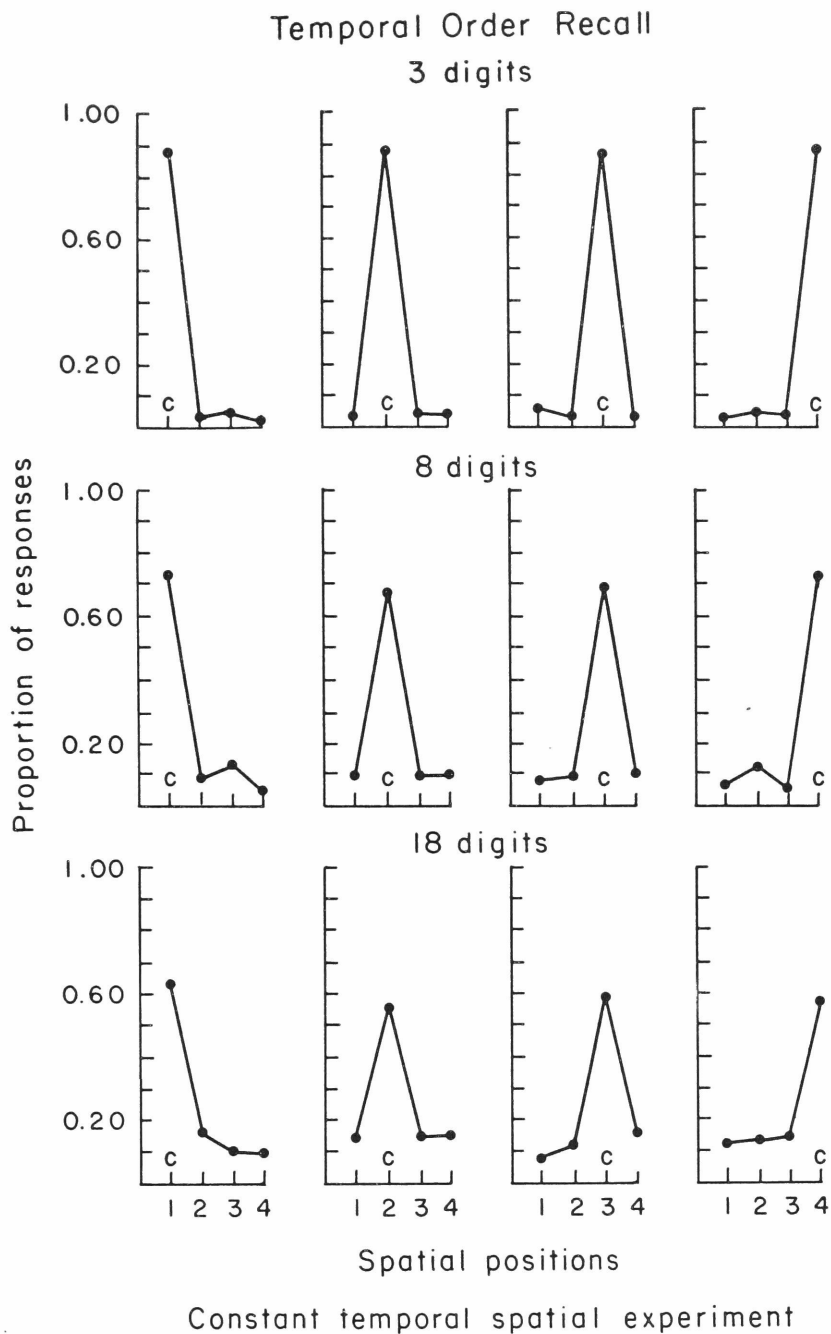 Temporal Order Recall
3 digits
1.00
0.60
0.20
C C C C
8 digits
1.00
0.60
0.20
C C C C
18 digits
1.00
0.60
0.20
C C C C
Proportion of responses
1 2 3 4 1 2 3 4 1 2 3 4 1 2 3 4
Spatial positions
Constant temporal spatial experiment